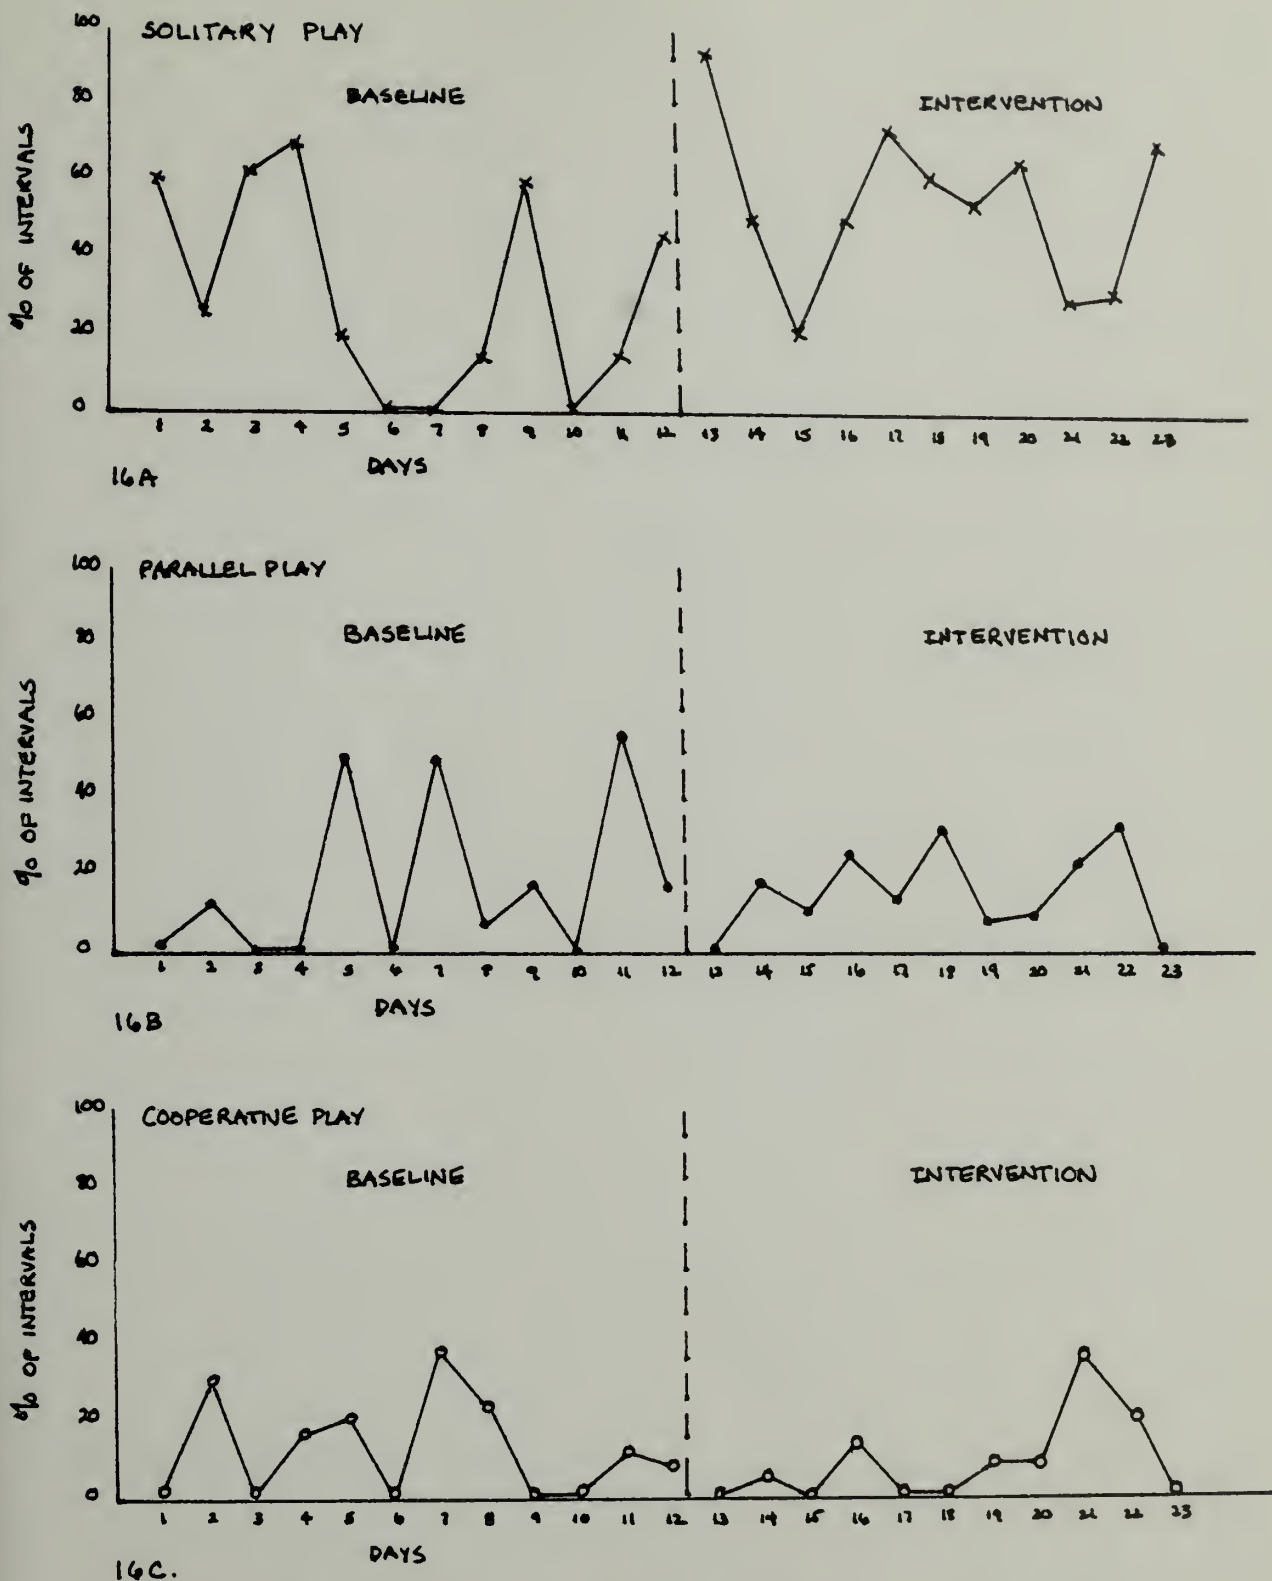 SOLITARY PLAY
BASELINE
INTERVENTION
% OF INTERVALS
100
80
60
40
20
0
1 2 3 4 5 6 7 8 9 10 11 12 13 14 15 16 17 18 19 20 21 22 23
DAYS
16A
PARALLEL PLAY
BASELINE
INTERVENTION
% OF INTERVALS
100
80
60
40
20
0
1 2 3 4 5 6 7 8 9 10 11 12 13 14 15 16 17 18 19 20 21 22 23
DAYS
16B
COOPERATIVE PLAY
BASELINE
INTERVENTION
% OF INTERVALS
100
80
60
40
20
0
1 2 3 4 5 6 7 8 9 10 11 12 13 14 15 16 17 18 19 20 21 22 23
DAYS
16C.